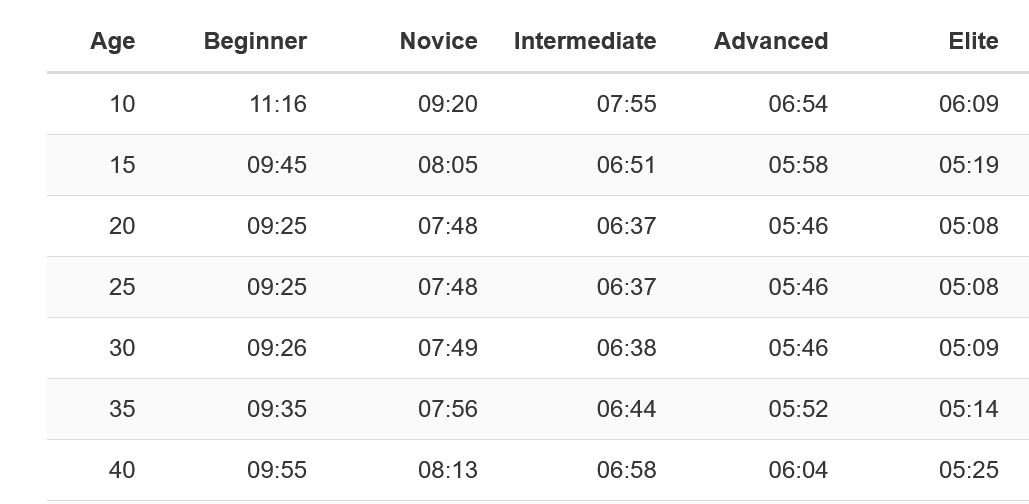 Age Beginner Novice Intermediate Advanced Elite
10 11:16 09:20 07:55 06:54 06:09
15 09:45 08:05 06:51 05:58 05:19
20 09:25 07:48 06:37 05:46 05:08
25 09:25 07:48 06:37 05:46 05:08
30 09:26 07:49 06:38 05:46 05:09
35 09:35 07:56 06:44 05:52 05:14
40 09:55 08:13 06:58 06:04 05:25